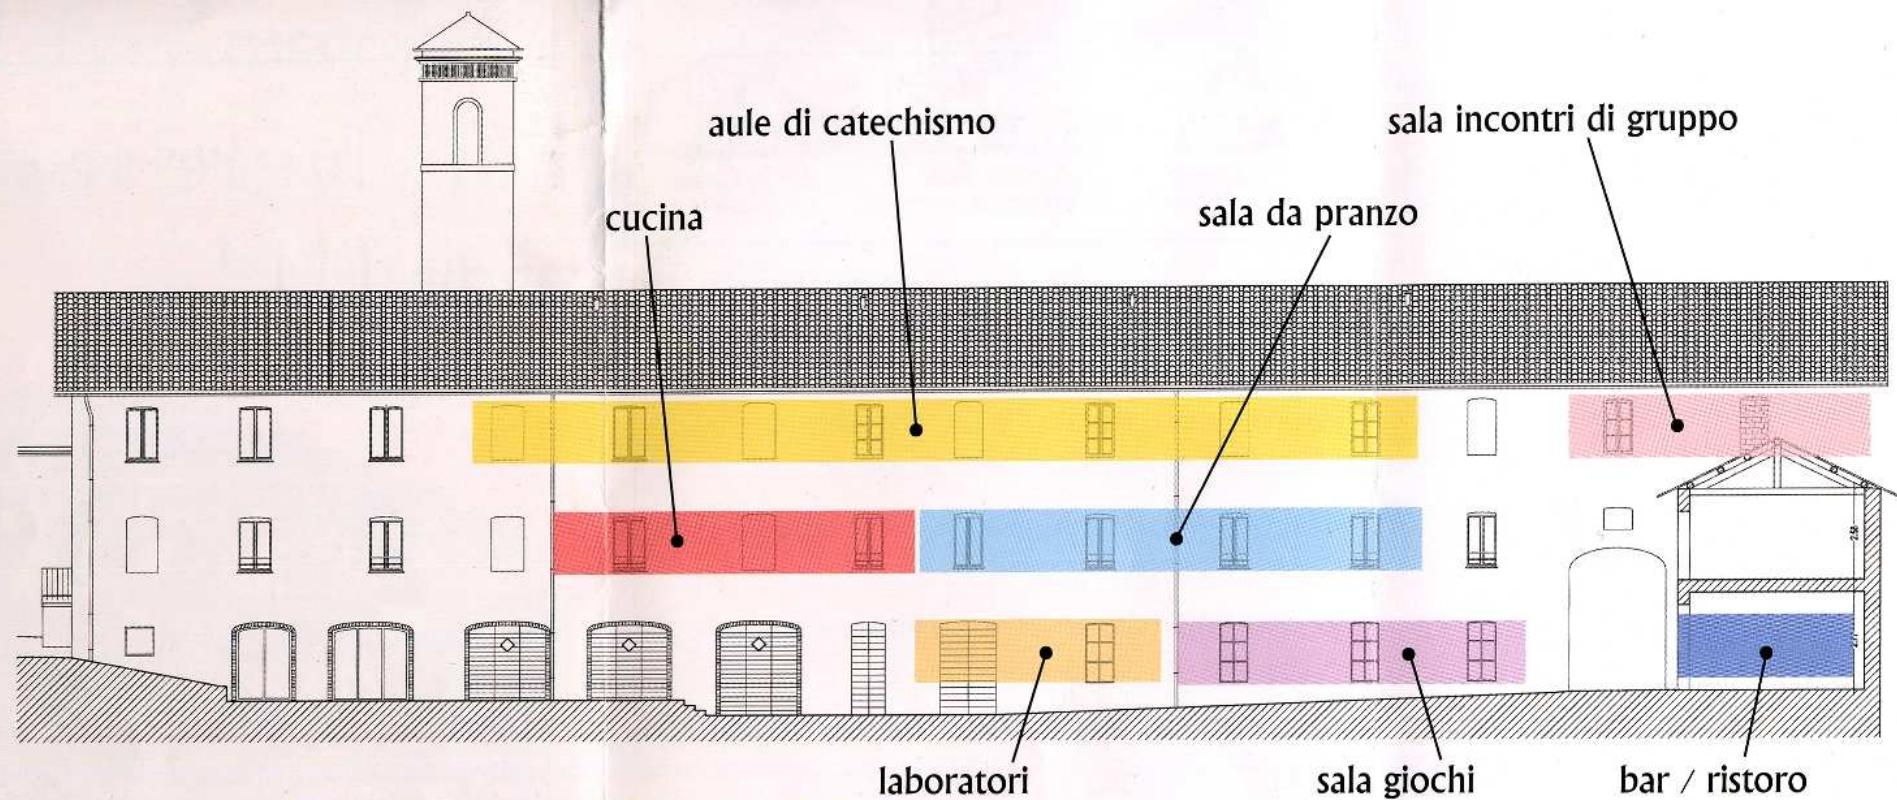 aule di catechismo
sala incontri di gruppo
cucina
sala da pranzo
laboratori
sala giochi
bar / ristoro